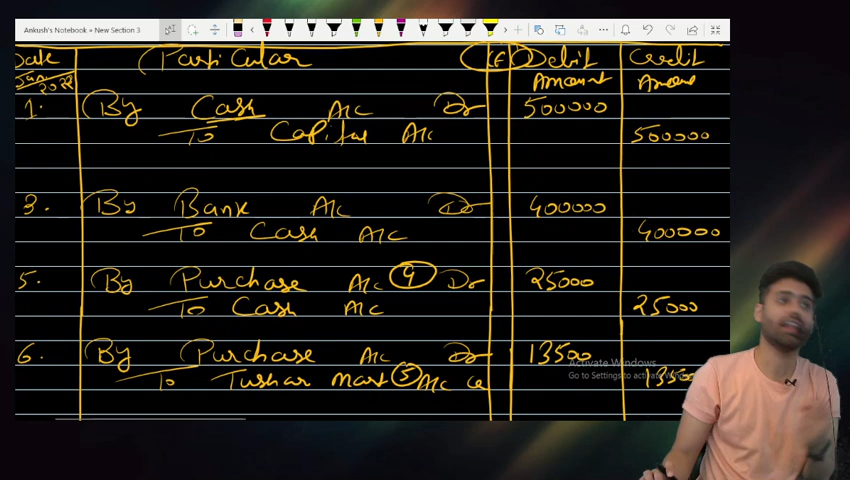 Ankush's Notebook » New Section 3
Date Particular LF Debit Amount Credit Amount
Jan 2022
1. By Cash A/c Dr 500000
To Capital A/c 500000
3. By Bank A/c Dr 400000
To Cash A/c 400000
5. By Purchase A/c 4 Dr 25000
To Cash A/c 25000
6. By Purchase A/c Dr 13500
To Tushar Mart 5 A/c 13500
Activate Windows
Go to Settings to activate Windows